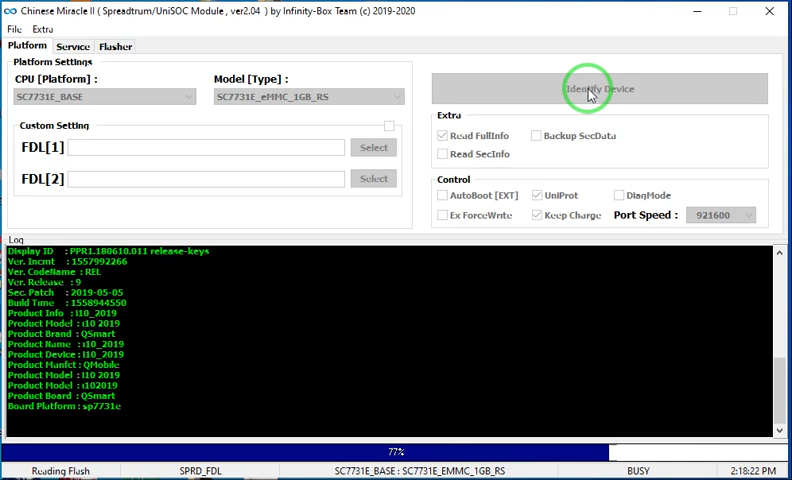 Chinese Miracle II ( Spreadtrum/UniSOC Module , ver2.04 ) by Infinity-Box Team (c) 2019-2020
File Extra
Platform Service Flasher
Platform Settings
CPU [Platform] : Model [Type] :
SC7731E_BASE SC7731E_eMMC_1GB_RS
Identify Device
Custom Setting
FDL[1] Select
FDL[2] Select
Extra
Read FullInfo Backup SecData
Read SecInfo
Control
AutoBoot [EXT] UniProt DiagMode
Ex ForceWrite Keep Charge Port Speed : 921600
Log
Display ID : PPR1.180610.011 release-keys
Ver. Incmt : 1557992266
Ver. CodeName : REL
Ver. Release : 9
Sec. Patch : 2019-05-05
Build Time : 1558944550
Product Info : i10_2019
Product Model : i10 2019
Product Brand : QSmart
Product Name : i10_2019
Product Device : i10_2019
Product Manfct : QMobile
Product Model : i10 2019
Product Model : i102019
Product Board : QSmart
Board Platform : sp7731e
77%
Reading Flash SPRD_FDL SC7731E_BASE : SC7731E_EMMC_1GB_RS BUSY 2:18:22 PM